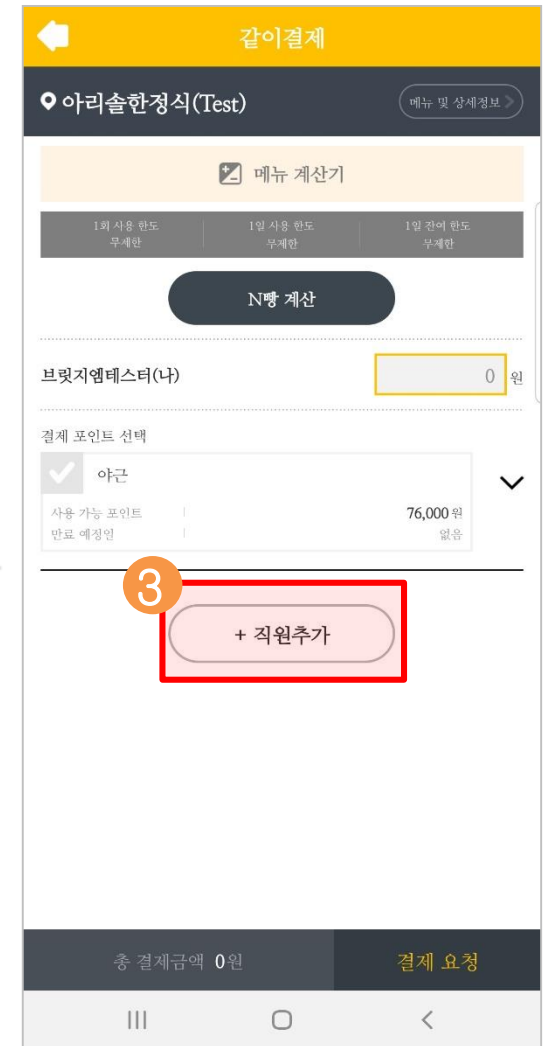 같이결제
아리솔한정식(Test)
메뉴 및 상세정보 >
메뉴 계산기
1회 사용 한도 1일 사용 한도 1일 잔여 한도
무제한 무제한 무제한
N빵 계산
브릿지엠테스터(나) 0 원
결제 포인트 선택
야근
사용 가능 포인트 76,000 원
만료 예정일 없음
3
+ 직원추가
총 결제금액 0원 결제 요청